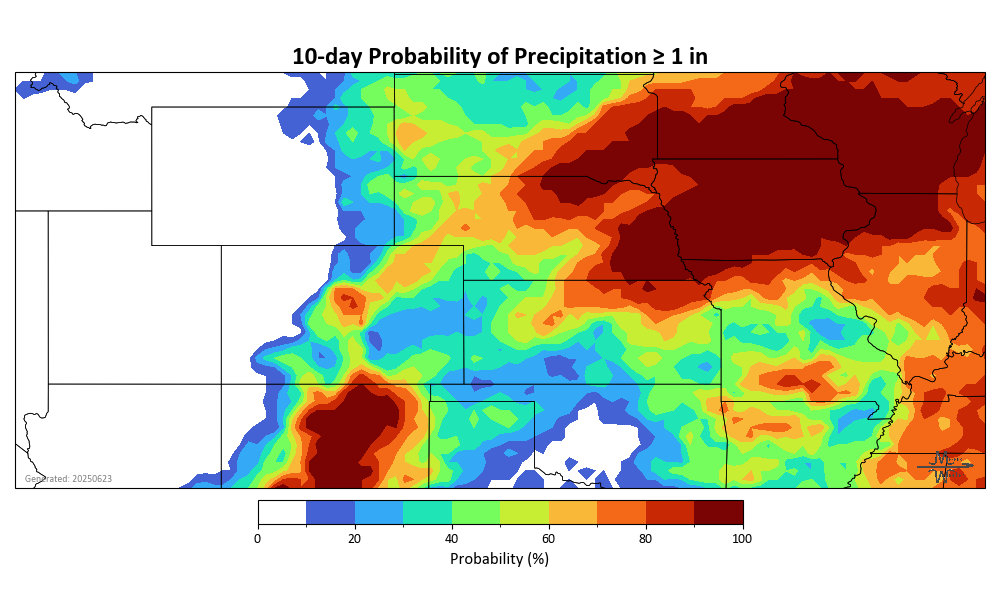 10-day Probability of Precipitation ≥ 1 in
Generated: 20250623
0 20 40 60 80 100
Probability (%)